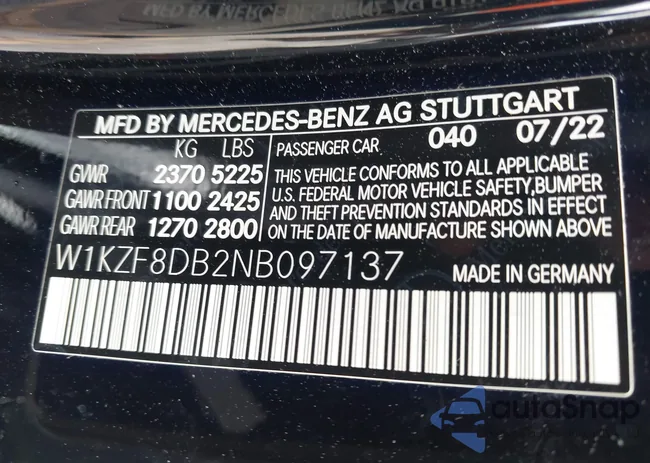 MFD BY MERCEDES-BENZ AG STUTTGART
KG LBS
GVWR 2370 5225
GAWR FRONT 1100 2425
GAWR REAR 1270 2800
PASSENGER CAR 040 07/22
THIS VEHICLE CONFORMS TO ALL APPLICABLE
U.S. FEDERAL MOTOR VEHICLE SAFETY,BUMPER
AND THEFT PREVENTION STANDARDS IN EFFECT
ON THE DATE OF MANUFACTURE SHOWN ABOVE
W1KZF8DB2NB097137 MADE IN GERMANY
autoSnap